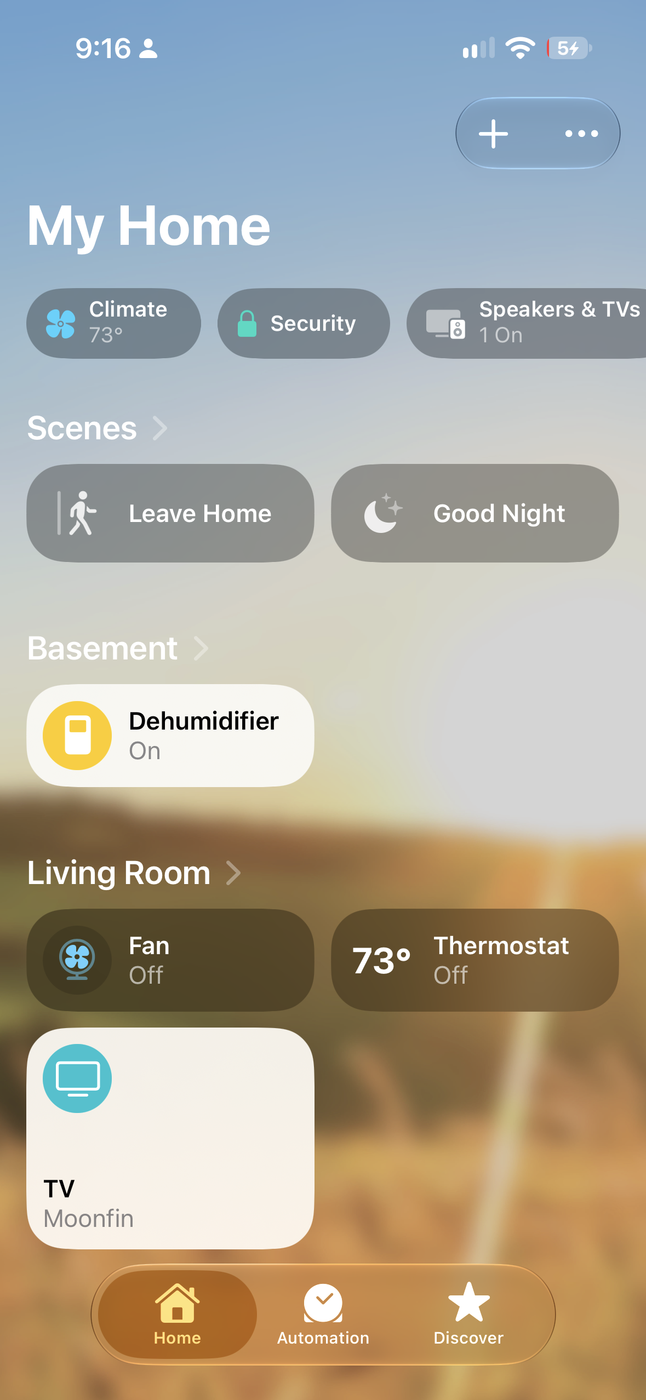 9:16
5
My Home
Climate
73°
Security
Speakers & TVs
1 On
Scenes
Leave Home
Good Night
Basement
Dehumidifier
On
Living Room
Fan
Off
73°
Thermostat
Off
TV
Moonfin
Home
Automation
Discover